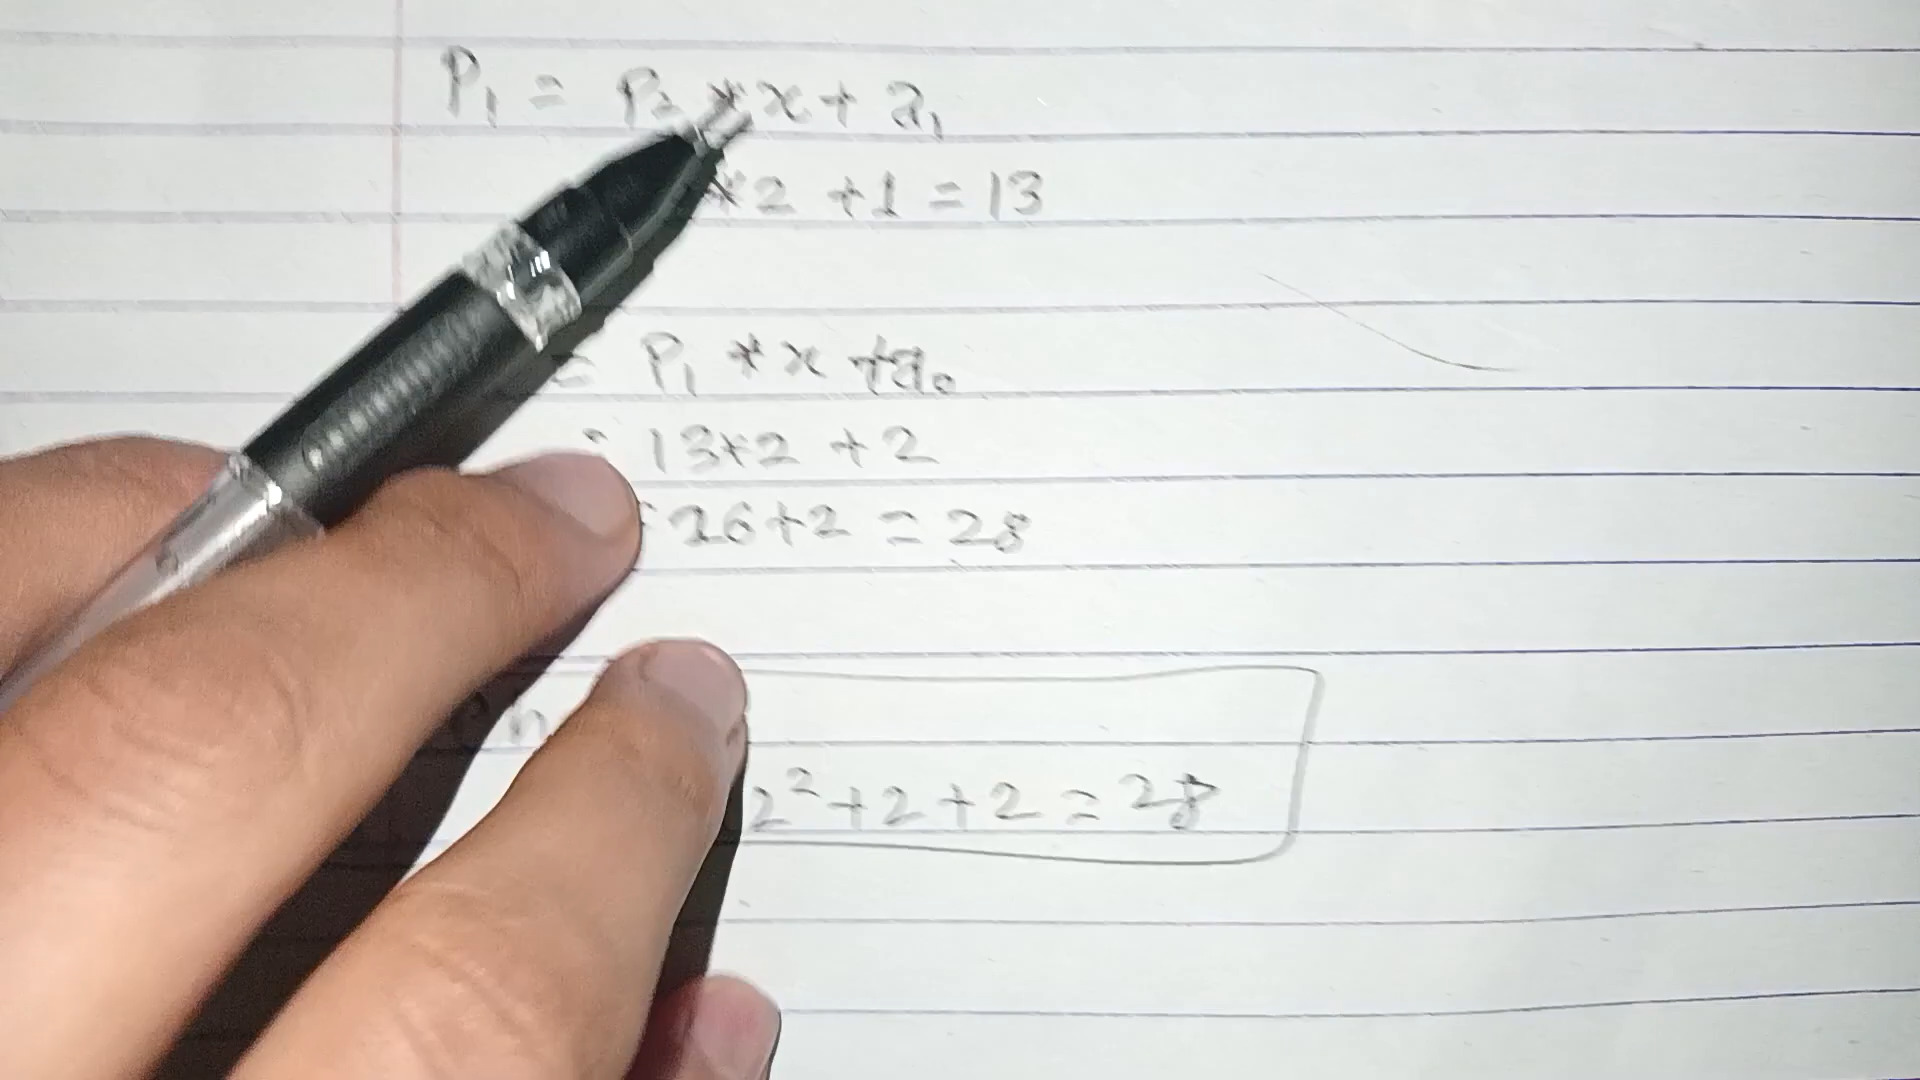 P₁ = P₂ * x + a₁
*2 + 1 = 13
= P₁ * x + a₀
= 13*2 + 2
= 26+2 = 28
2² + 2 + 2 = 28